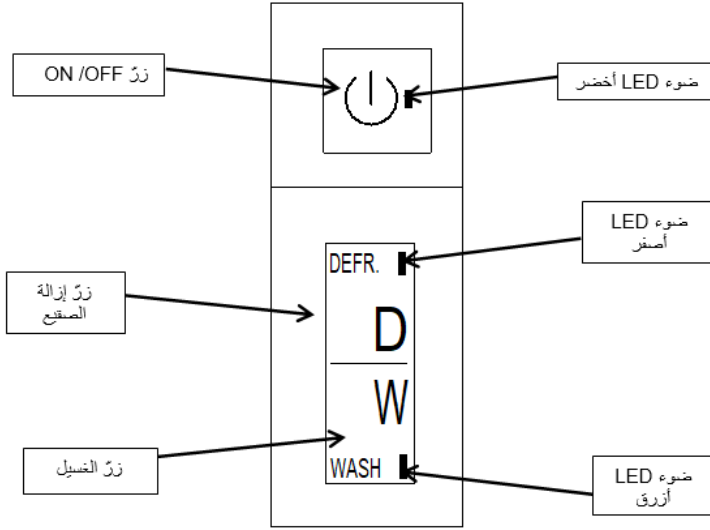 زرّ ON /OFF
ضوء LED أخضر
ضوء LED
أصفر
DEFR.
زرّ إزالة
الصقيع
D
W
زرّ الغسيل
WASH
ضوء LED
أزرق